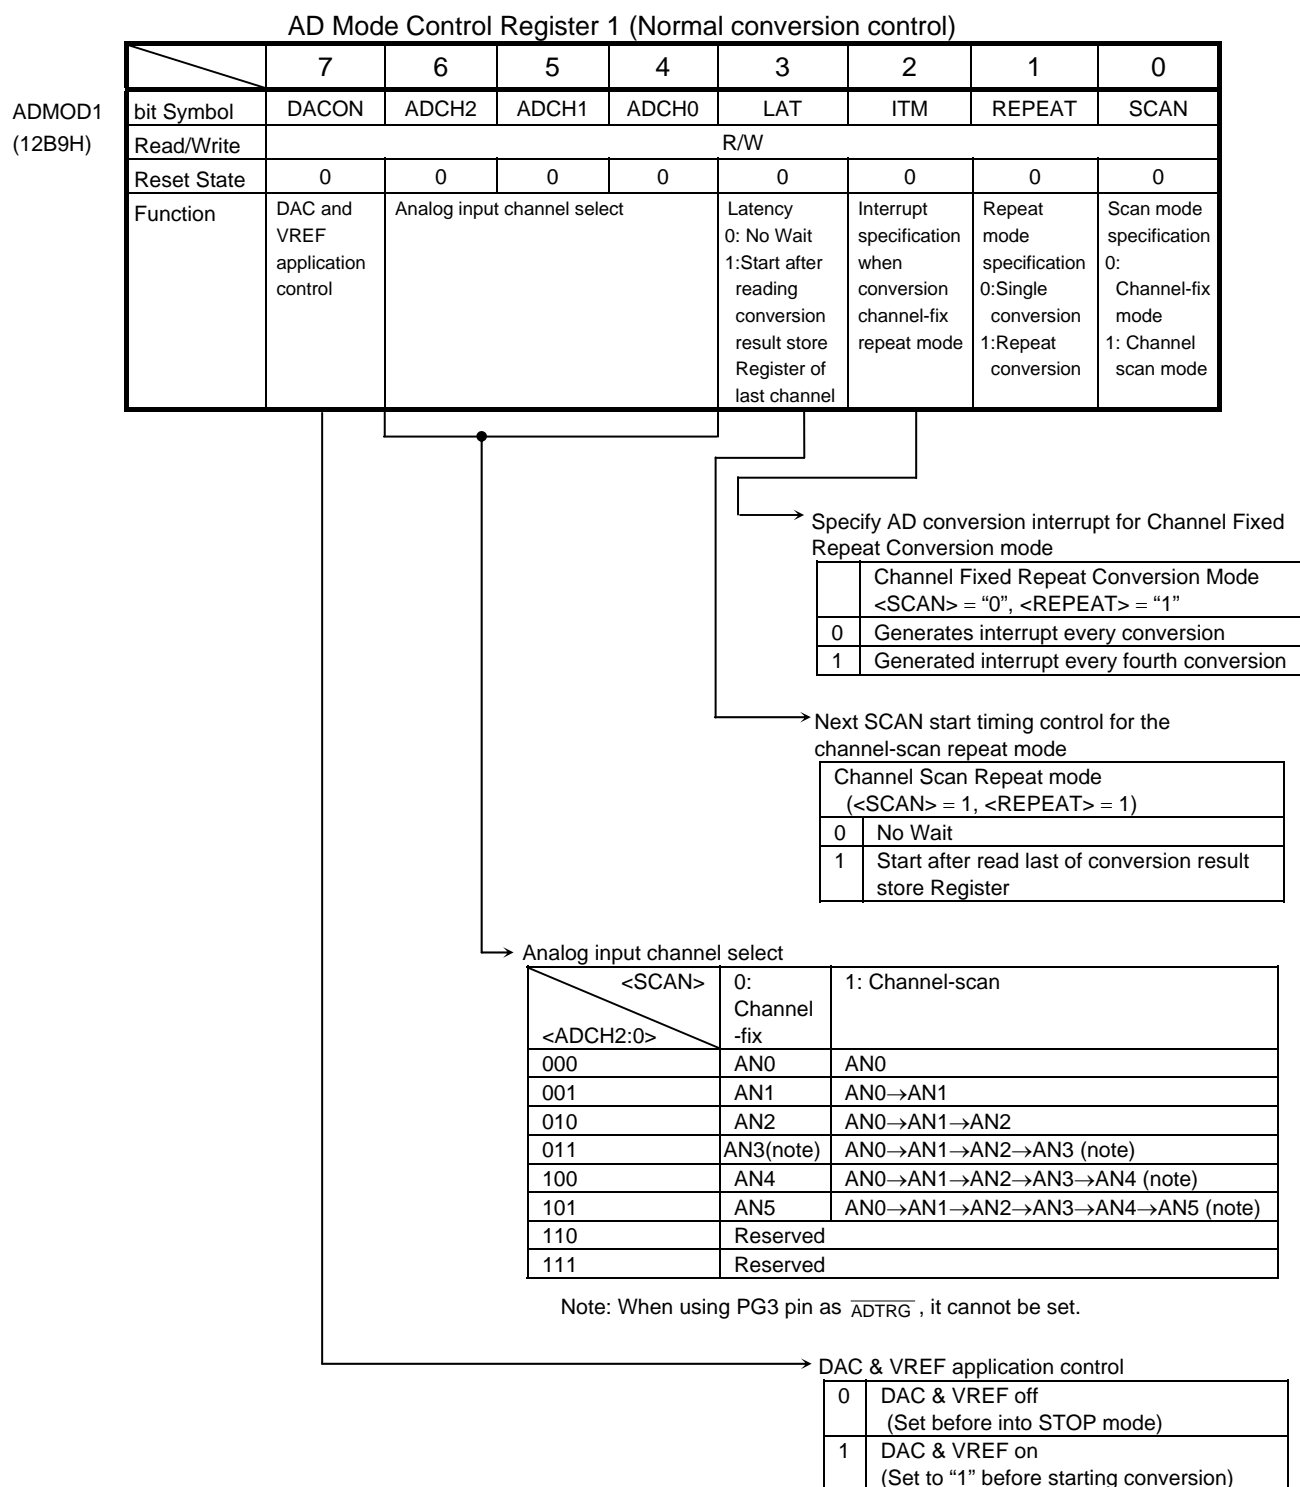 AD Mode Control Register 1 (Normal conversion control)
7 6 5 4 3 2 1 0
ADMOD1
(12B9H)
bit Symbol DACON ADCH2 ADCH1 ADCH0 LAT ITM REPEAT SCAN
Read/Write R/W
Reset State 0 0 0 0 0 0 0 0
Function
DAC and
VREF
application
control
Analog input channel select
Latency
0: No Wait
1:Start after
reading
conversion
result store
Register of
last channel
Interrupt
specification
when
conversion
channel-fix
repeat mode
Repeat
mode
specification
0:Single
conversion
1:Repeat
conversion
Scan mode
specification
0:
Channel-fix
mode
1: Channel
scan mode
Specify AD conversion interrupt for Channel Fixed
Repeat Conversion mode
Channel Fixed Repeat Conversion Mode
<SCAN> = “0”, <REPEAT> = “1”
0 Generates interrupt every conversion
1 Generated interrupt every fourth conversion
Next SCAN start timing control for the
channel-scan repeat mode
Channel Scan Repeat mode
(<SCAN> = 1, <REPEAT> = 1)
0 No Wait
1 Start after read last of conversion result
store Register
Analog input channel select
<SCAN>
<ADCH2:0>
0:
Channel
-fix
1: Channel-scan
000 AN0 AN0
001 AN1 AN0→AN1
010 AN2 AN0→AN1→AN2
011 AN3(note) AN0→AN1→AN2→AN3 (note)
100 AN4 AN0→AN1→AN2→AN3→AN4 (note)
101 AN5 AN0→AN1→AN2→AN3→AN4→AN5 (note)
110 Reserved
111 Reserved
Note: When using PG3 pin as ADTRG , it cannot be set.
DAC & VREF application control
0 DAC & VREF off
(Set before into STOP mode)
1 DAC & VREF on
(Set to “1” before starting conversion)